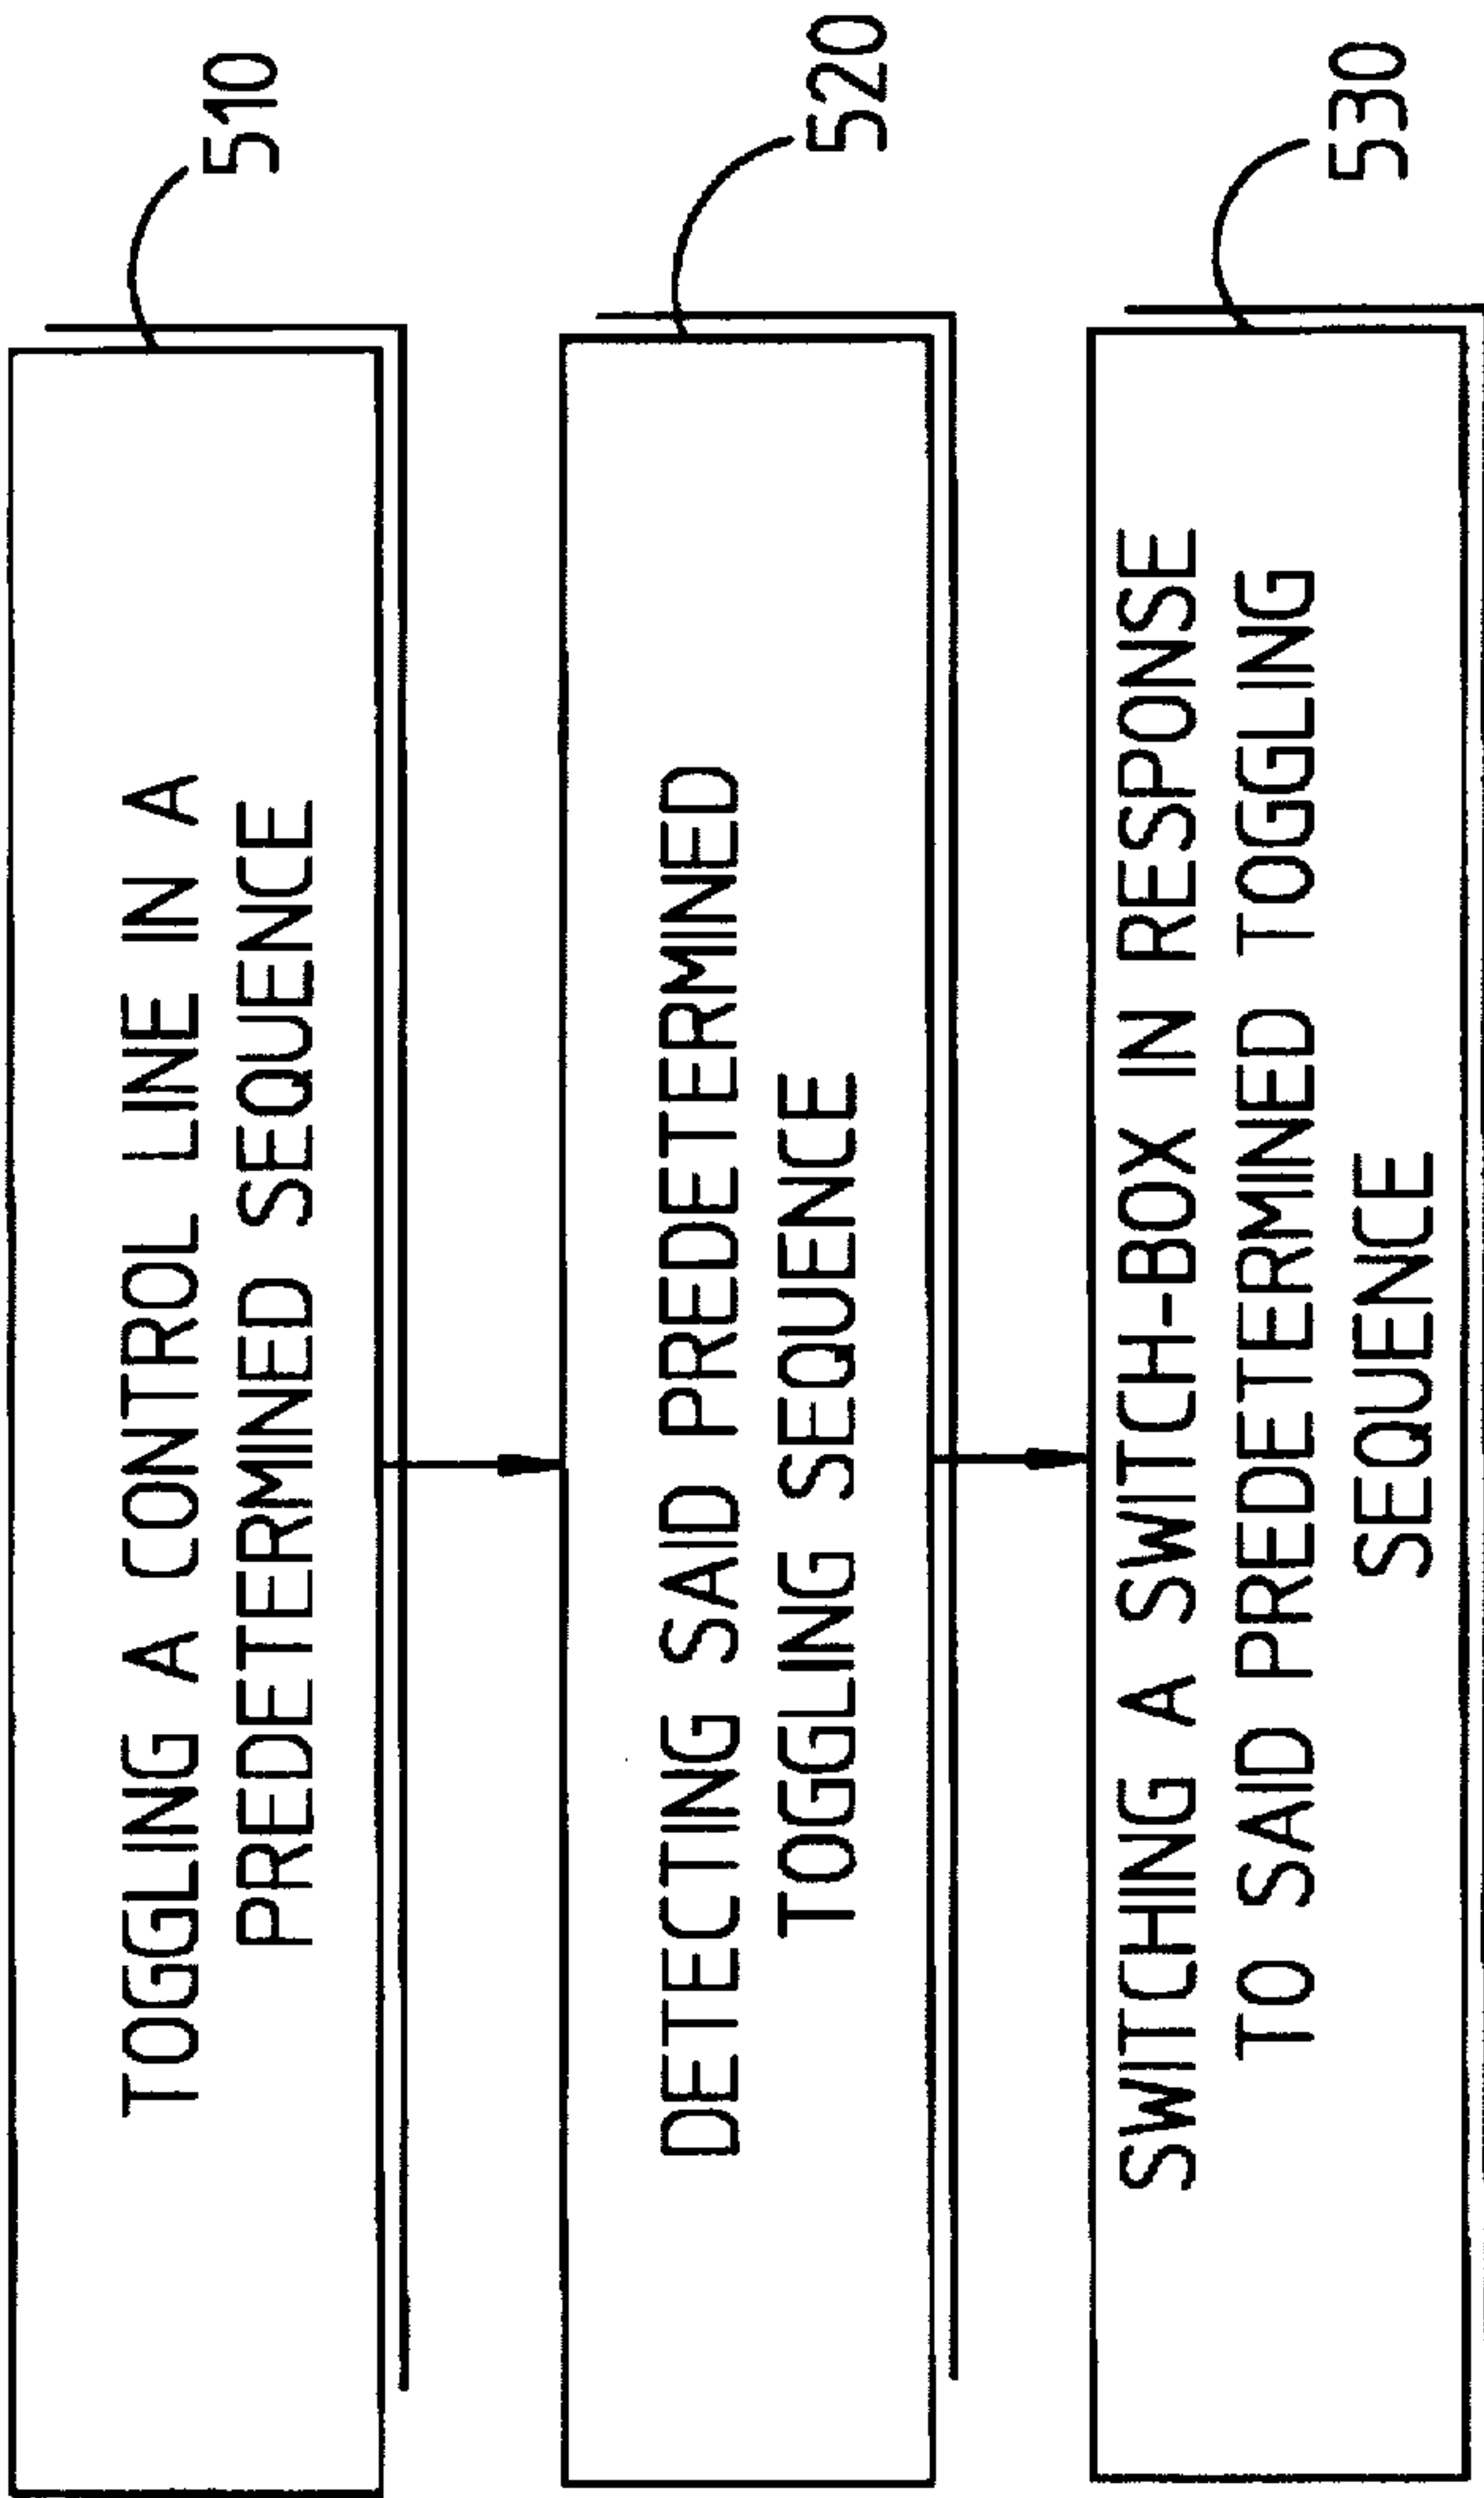 510
TOGGLING A CONTROL LINE IN A
PREDETERMINED SEQUENCE
520
DETECTING SAID PREDETERMINED
TOGGLING SEQUENCE
530
SWITCHING A SWITCH-BOX IN RESPONSE
TO SAID PREDETERMINED TOGGLING
SEQUENCE